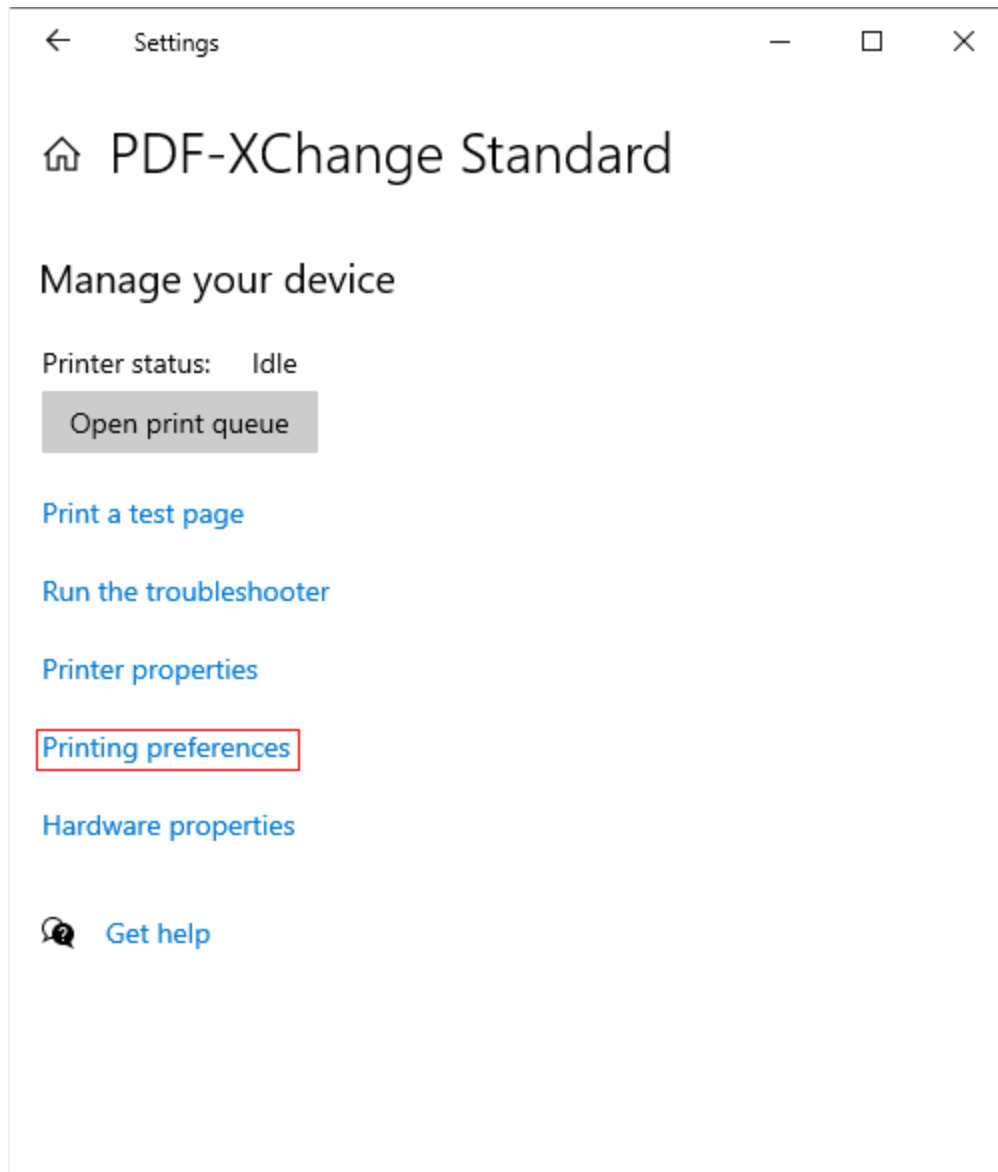 Settings
PDF-XChange Standard
Manage your device
Printer status: Idle
Open print queue
Print a test page
Run the troubleshooter
Printer properties
Printing preferences
Hardware properties
Get help